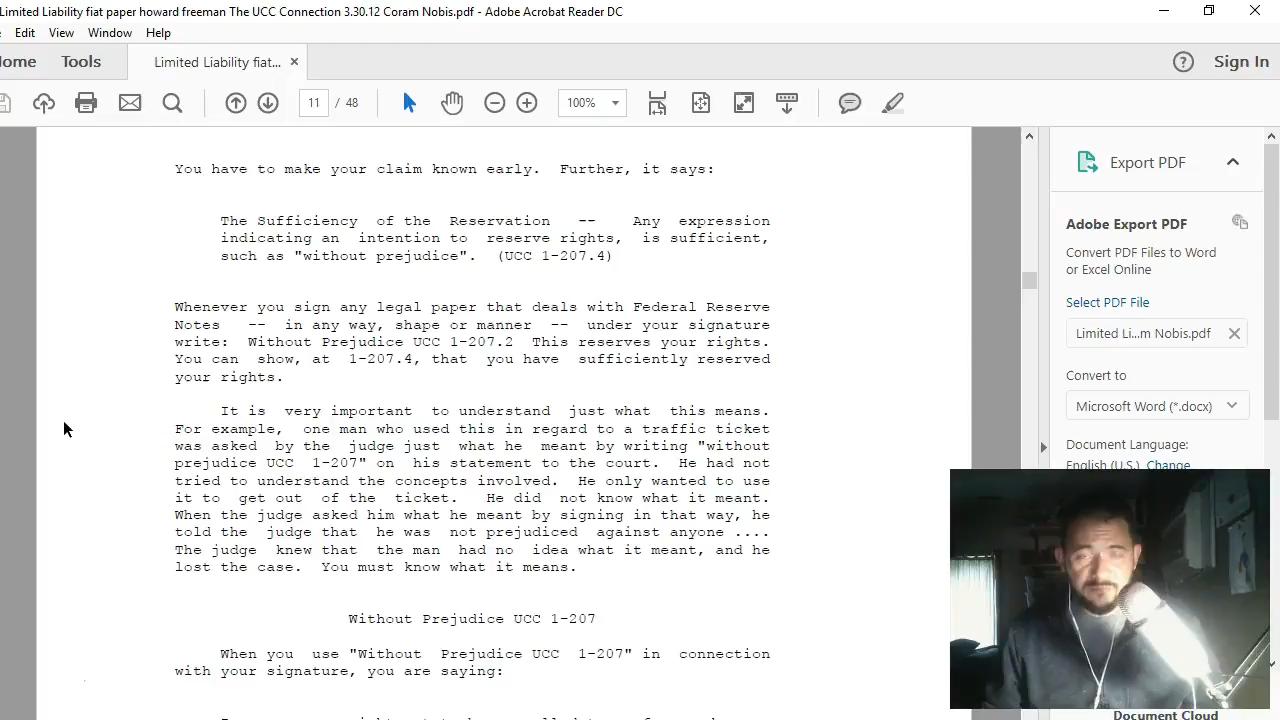 Limited Liability fiat paper howard freeman The UCC Connection 3.30.12 Coram Nobis.pdf - Adobe Acrobat Reader DC
Edit View Window Help
ome Tools Limited Liability fiat... × Sign In
11 / 48 100%
You have to make your claim known early. Further, it says:
The Sufficiency of the Reservation -- Any expression
indicating an intention to reserve rights, is sufficient,
such as "without prejudice". (UCC 1-207.4)
Whenever you sign any legal paper that deals with Federal Reserve
Notes -- in any way, shape or manner -- under your signature
write: Without Prejudice UCC 1-207.2 This reserves your rights.
You can show, at 1-207.4, that you have sufficiently reserved
your rights.
It is very important to understand just what this means.
For example, one man who used this in regard to a traffic ticket
was asked by the judge just what he meant by writing "without
prejudice UCC 1-207" on his statement to the court. He had not
tried to understand the concepts involved. He only wanted to use
it to get out of the ticket. He did not know what it meant.
When the judge asked him what he meant by signing in that way, he
told the judge that he was not prejudiced against anyone ....
The judge knew that the man had no idea what it meant, and he
lost the case. You must know what it means.
Without Prejudice UCC 1-207
When you use "Without Prejudice UCC 1-207" in connection
with your signature, you are saying:
Export PDF
Adobe Export PDF
Convert PDF Files to Word
or Excel Online
Select PDF File
Limited Li...m Nobis.pdf
Convert to
Microsoft Word (*.docx)
Document Language:
English (U.S.) Change
Document Cloud